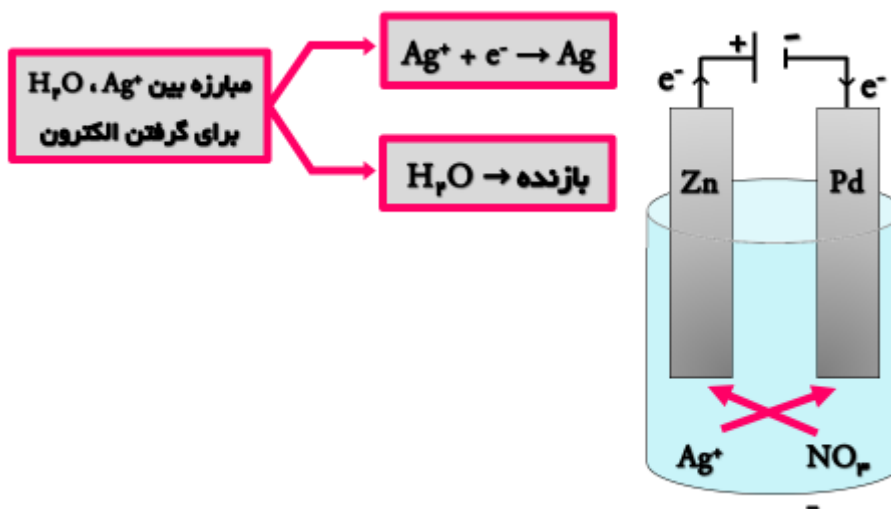 مبارزه بین H₂O ، Ag⁺
برای گرفتن الکترون
Ag⁺ + e⁻ → Ag
H₂O → بازنده
+ -
e⁻ e⁻
Zn Pd
Ag⁺ NO₃
-